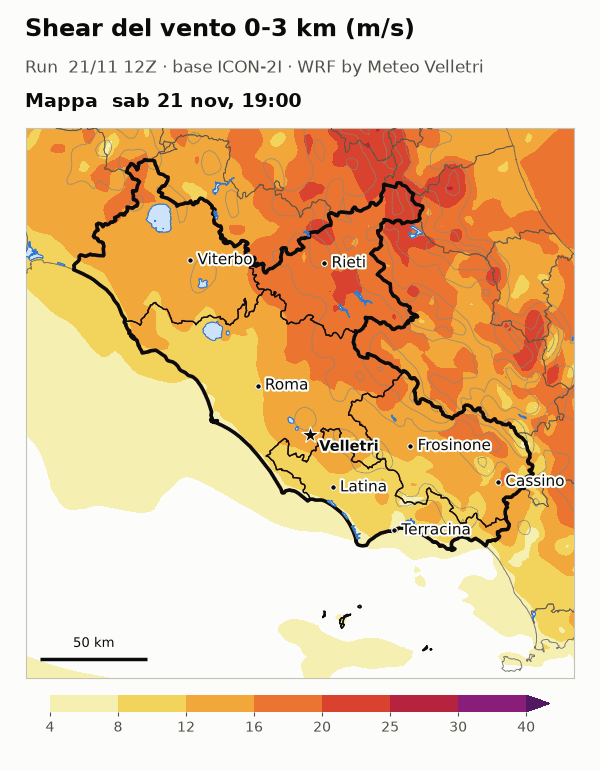 Shear del vento 0-3 km (m/s)
Run  21/11 12Z · base ICON-2I · WRF by Meteo Velletri
Mappa  sab 21 nov, 19:00
Viterbo
Rieti
Roma
Velletri
Frosinone
Cassino
Latina
Terracina
50 km
4 8 12 16 20 25 30 40